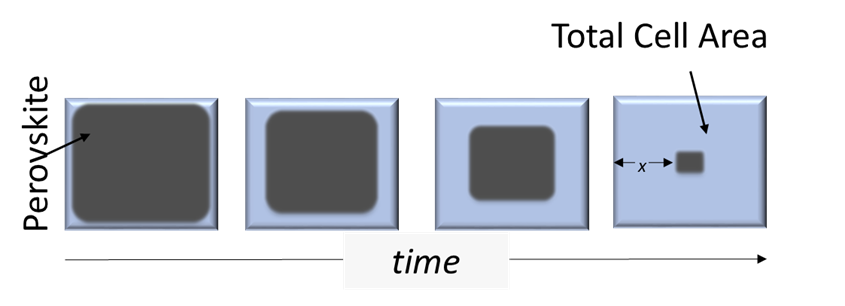 Total Cell Area
Perovskite
x
time